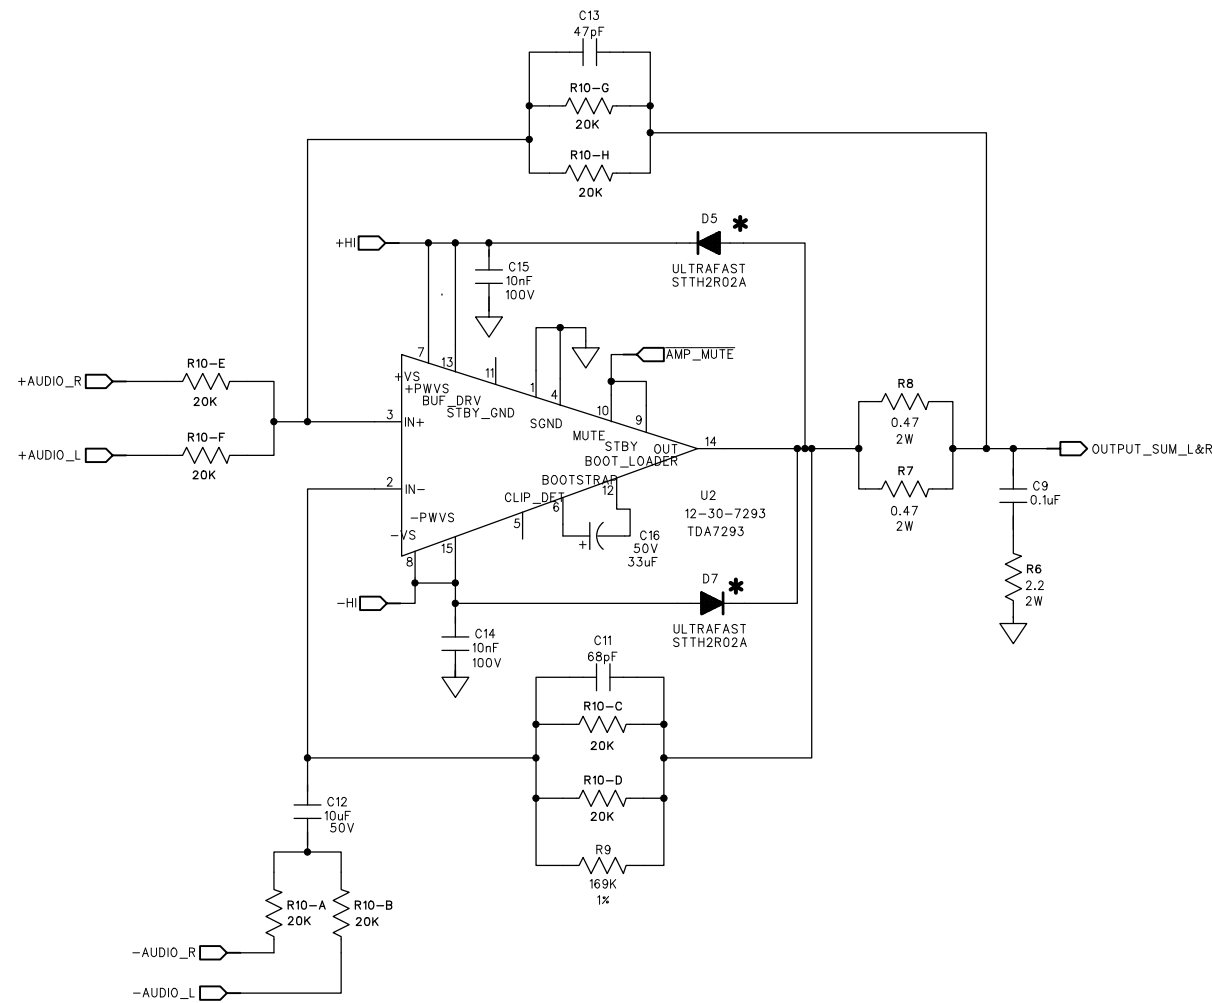 C13
47pF
R10-G
20K
R10-H
20K
D5 *
+HI
C15
10nF
100V
ULTRAFAST
STTH2R02A
AMP_MUTE
7
13
11
1
4
10
9
R10-E
+AUDIO_R
20K
+VS
+PWVS
BUF_DRV
STBY_GND
SGND
MUTE
STBY
3
IN+
OUT
14
BOOT_LOADER
R10-F
+AUDIO_L
20K
R8
0.47
2W
R7
0.47
2W
OUTPUT_SUM_L&R
C9
0.1uF
2
IN-
BOOTSTRAP
12
CLIP_DET
6
5
-PWVS
-VS
15
8
U2
12-30-7293
TDA7293
C16
50V
33uF
+
R6
2.2
2W
D7 *
-HI
ULTRAFAST
STTH2R02A
C14
10nF
100V
C11
68pF
R10-C
20K
R10-D
20K
R9
169K
1%
C12
10uF
50V
R10-A
20K
R10-B
20K
-AUDIO_R
-AUDIO_L